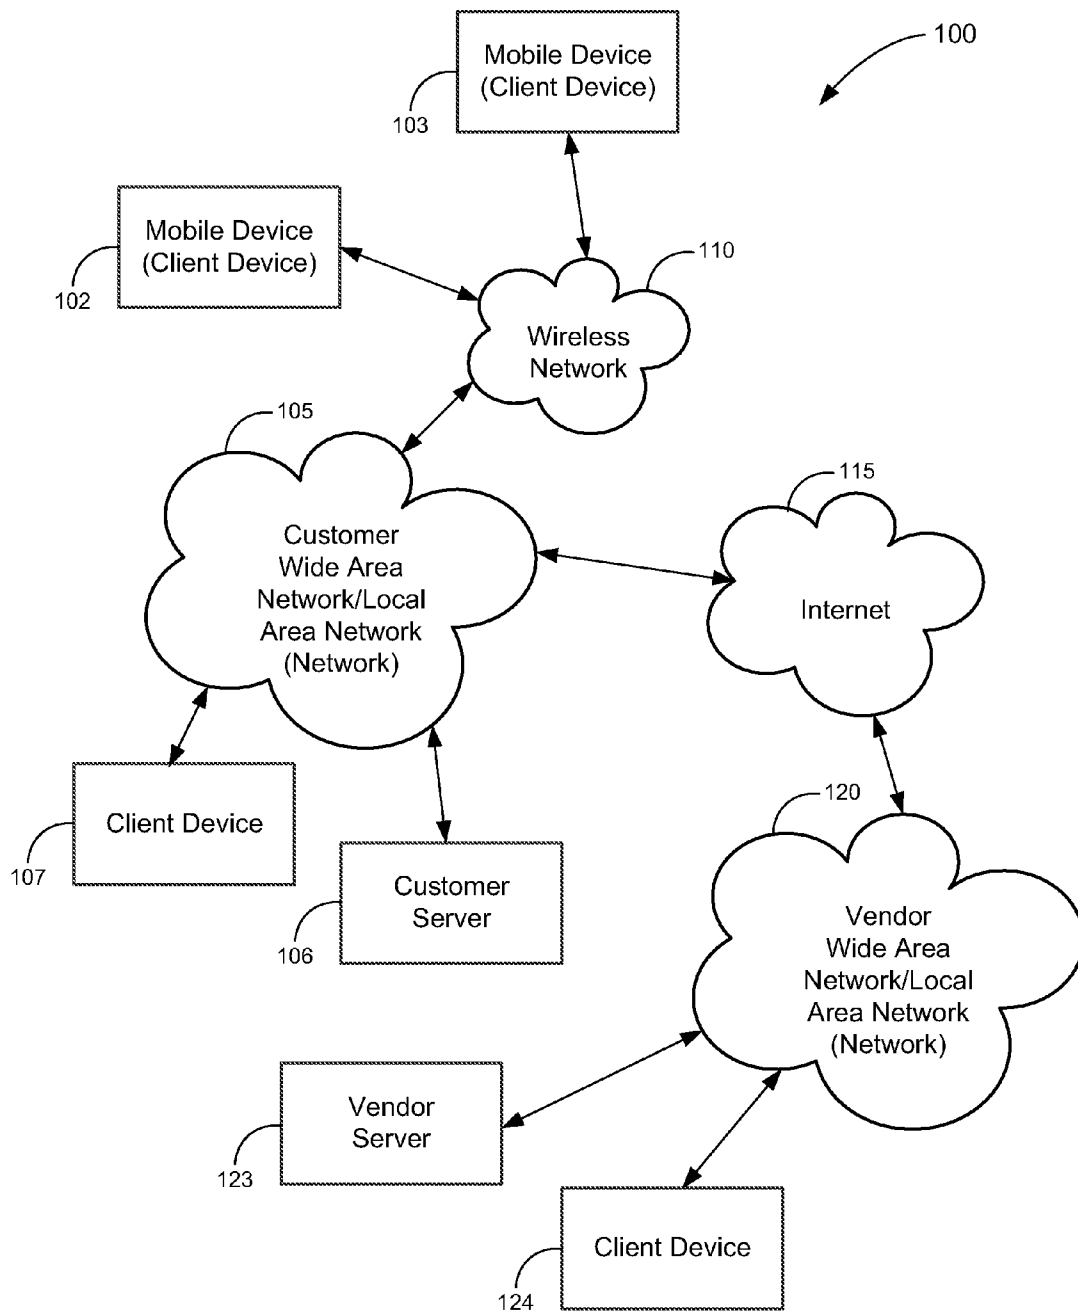 100
Mobile Device
(Client Device)
103
Mobile Device
(Client Device)
102
110
Wireless
Network
105
Customer
Wide Area
Network/Local
Area Network
(Network)
115
Internet
Client Device
107
Customer
Server
106
120
Vendor
Wide Area
Network/Local
Area Network
(Network)
Vendor
Server
123
Client Device
124